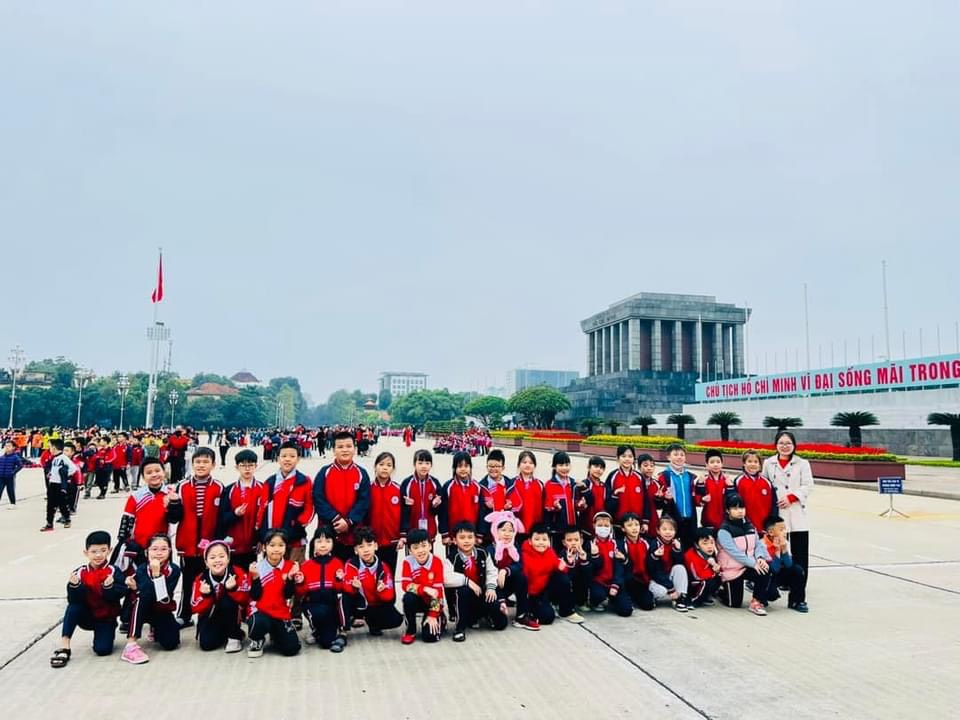 CHỦ TỊCH HỒ CHÍ MINH VĨ ĐẠI SỐNG MÃI TRONG